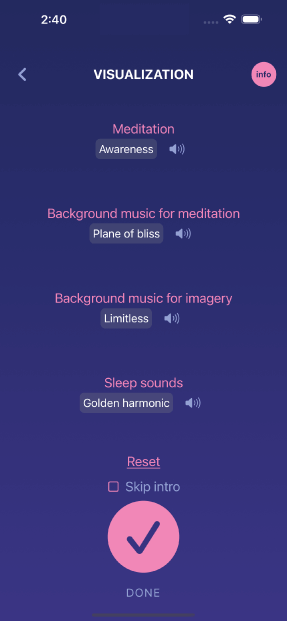 2:40
VISUALIZATION
info
Meditation
Awareness
Background music for meditation
Plane of bliss
Background music for imagery
Limitless
Sleep sounds
Golden harmonic
Reset
Skip intro
DONE